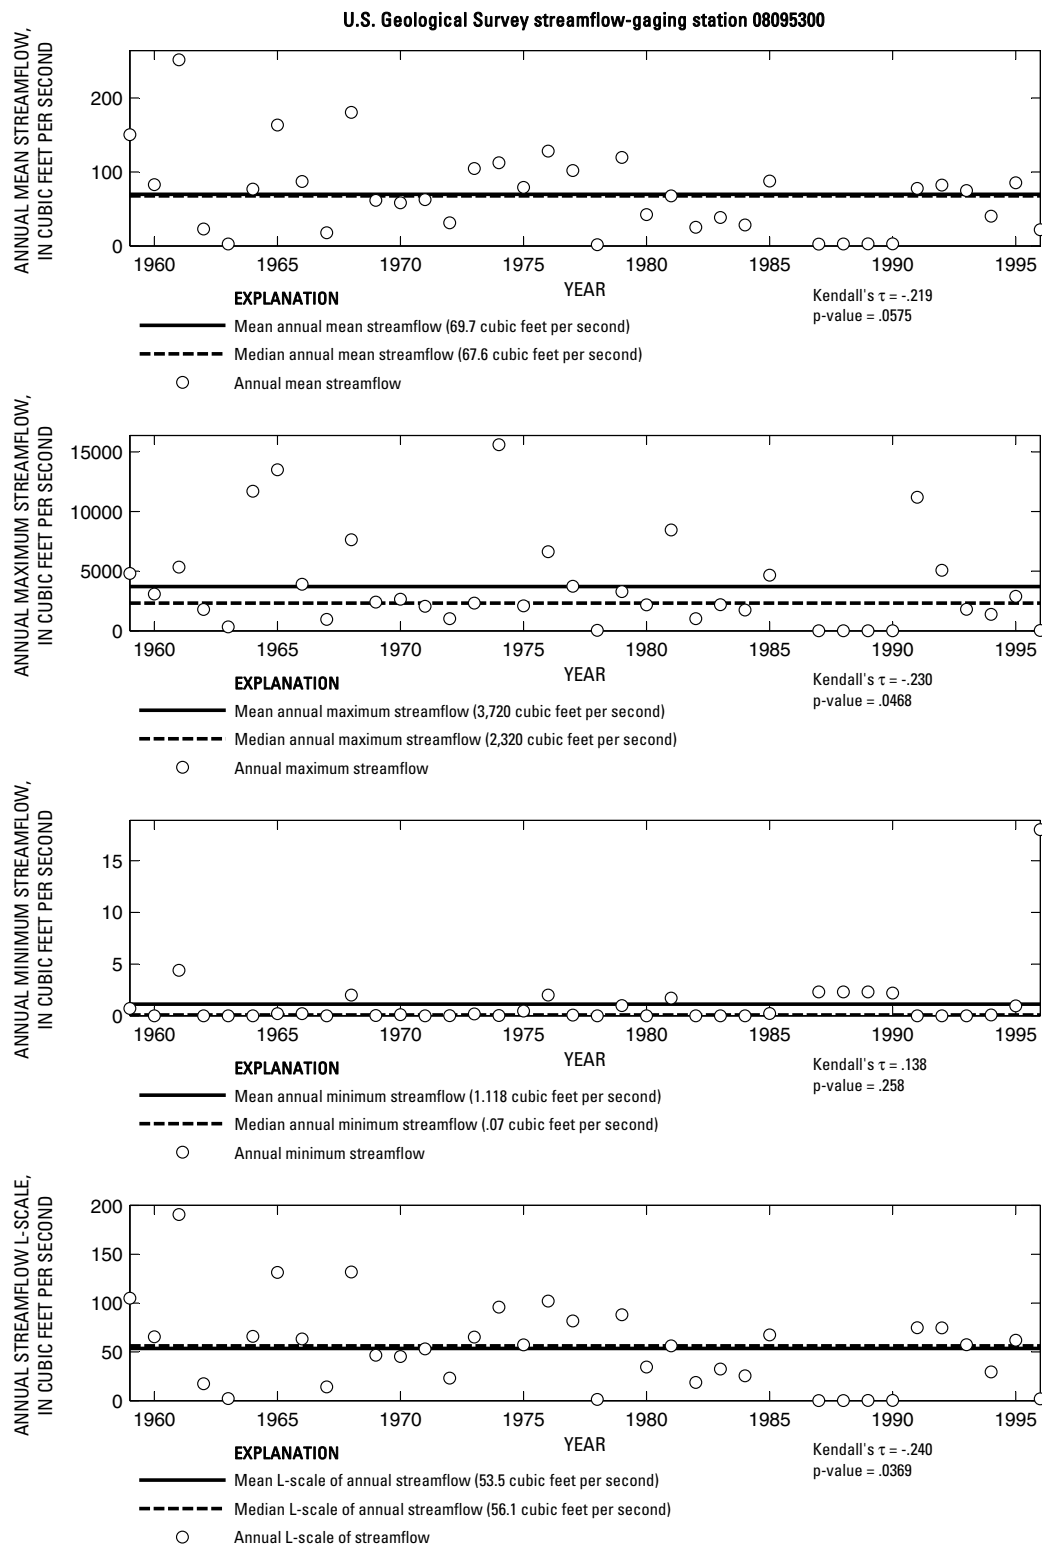 U.S. Geological Survey streamflow-gaging station 08095300
ANNUAL MEAN STREAMFLOW,
IN CUBIC FEET PER SECOND
200
100
0
1960 1965 1970 1975 1980 1985 1990 1995
YEAR
Kendall's τ = -.219
p-value = .0575
EXPLANATION
Mean annual mean streamflow (69.7 cubic feet per second)
Median annual mean streamflow (67.6 cubic feet per second)
Annual mean streamflow
ANNUAL MAXIMUM STREAMFLOW,
IN CUBIC FEET PER SECOND
15000
10000
5000
0
1960 1965 1970 1975 1980 1985 1990 1995
YEAR
Kendall's τ = -.230
p-value = .0468
EXPLANATION
Mean annual maximum streamflow (3,720 cubic feet per second)
Median annual maximum streamflow (2,320 cubic feet per second)
Annual maximum streamflow
ANNUAL MINIMUM STREAMFLOW,
IN CUBIC FEET PER SECOND
15
10
5
0
1960 1965 1970 1975 1980 1985 1990 1995
YEAR
Kendall's τ = .138
p-value = .258
EXPLANATION
Mean annual minimum streamflow (1.118 cubic feet per second)
Median annual minimum streamflow (.07 cubic feet per second)
Annual minimum streamflow
ANNUAL STREAMFLOW L-SCALE,
IN CUBIC FEET PER SECOND
200
150
100
50
0
1960 1965 1970 1975 1980 1985 1990 1995
YEAR
Kendall's τ = -.240
p-value = .0369
EXPLANATION
Mean L-scale of annual streamflow (53.5 cubic feet per second)
Median L-scale of annual streamflow (56.1 cubic feet per second)
Annual L-scale of streamflow